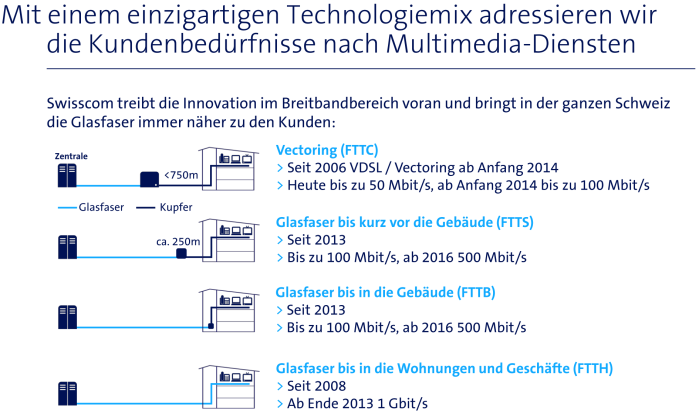 Mit einem einzigartigen Technologiemix adressieren wir
die Kundenbedürfnisse nach Multimedia-Diensten
Swisscom treibt die Innovation im Breitbandbereich voran und bringt in der ganzen Schweiz
die Glasfaser immer näher zu den Kunden:
Zentrale
<750m
Glasfaser
Kupfer
Vectoring (FTTC)
> Seit 2006 VDSL / Vectoring ab Anfang 2014
> Heute bis zu 50 Mbit/s, ab Anfang 2014 bis zu 100 Mbit/s
ca. 250m
Glasfaser bis kurz vor die Gebäude (FTTS)
> Seit 2013
> Bis zu 100 Mbit/s, ab 2016 500 Mbit/s
Glasfaser bis in die Gebäude (FTTB)
> Seit 2013
> Bis zu 100 Mbit/s, ab 2016 500 Mbit/s
Glasfaser bis in die Wohnungen und Geschäfte (FTTH)
> Seit 2008
> Ab Ende 2013 1 Gbit/s